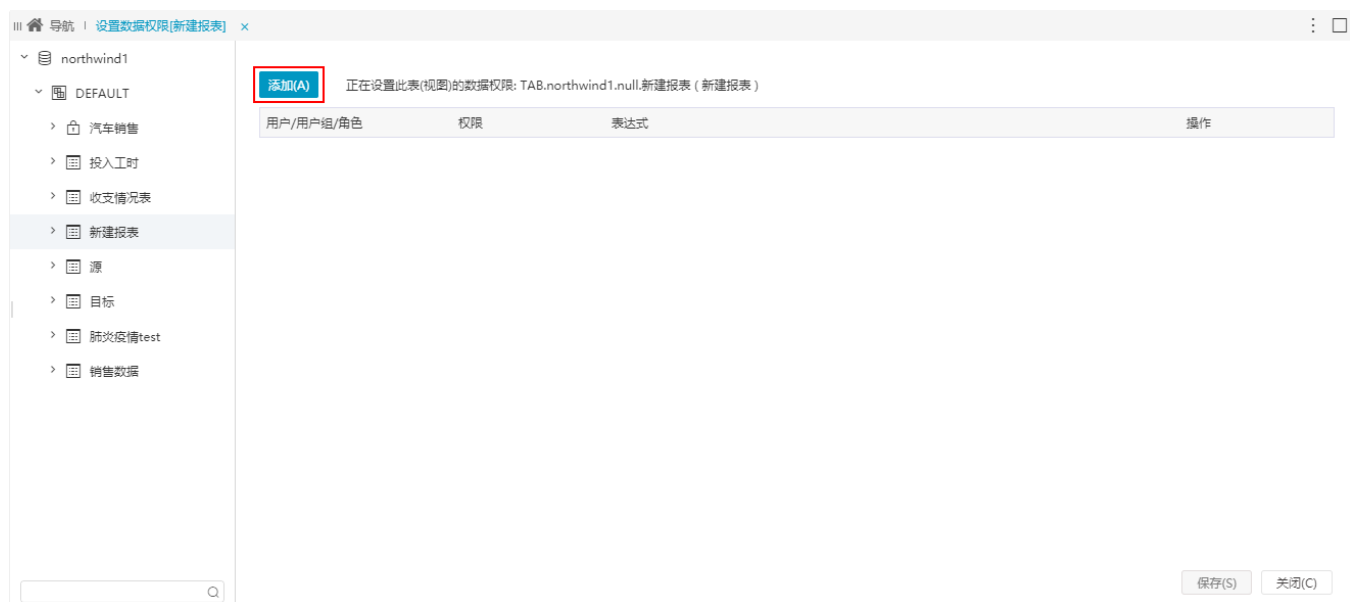 导航 设置数据权限[新建报表] ×
northwind1
DEFAULT
汽车销售
投入工时
收支情况表
新建报表
源
目标
肺炎疫情test
销售数据
添加(A) 正在设置此表(视图)的数据权限: TAB.northwind1.null.新建报表 ( 新建报表 )
用户/用户组/角色 权限 表达式 操作
保存(S) 关闭(C)